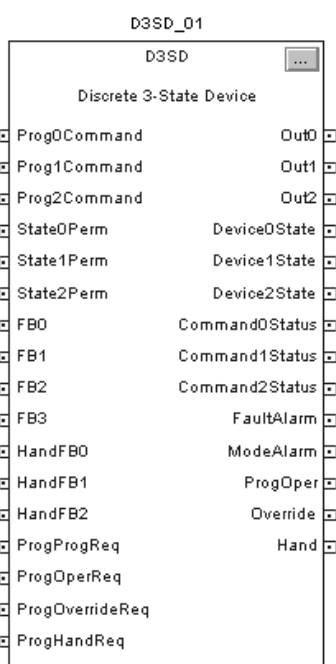 D3SD_01
D3SD
...
Discrete 3-State Device
Prog0Command Out0
Prog1Command Out1
Prog2Command Out2
State0Perm Device0State
State1Perm Device1State
State2Perm Device2State
FB0 Command0Status
FB1 Command1Status
FB2 Command2Status
FB3 FaultAlarm
HandFB0 ModeAlarm
HandFB1 ProgOper
HandFB2 Override
ProgProgReq Hand
ProgOperReq
ProgOverrideReq
ProgHandReq